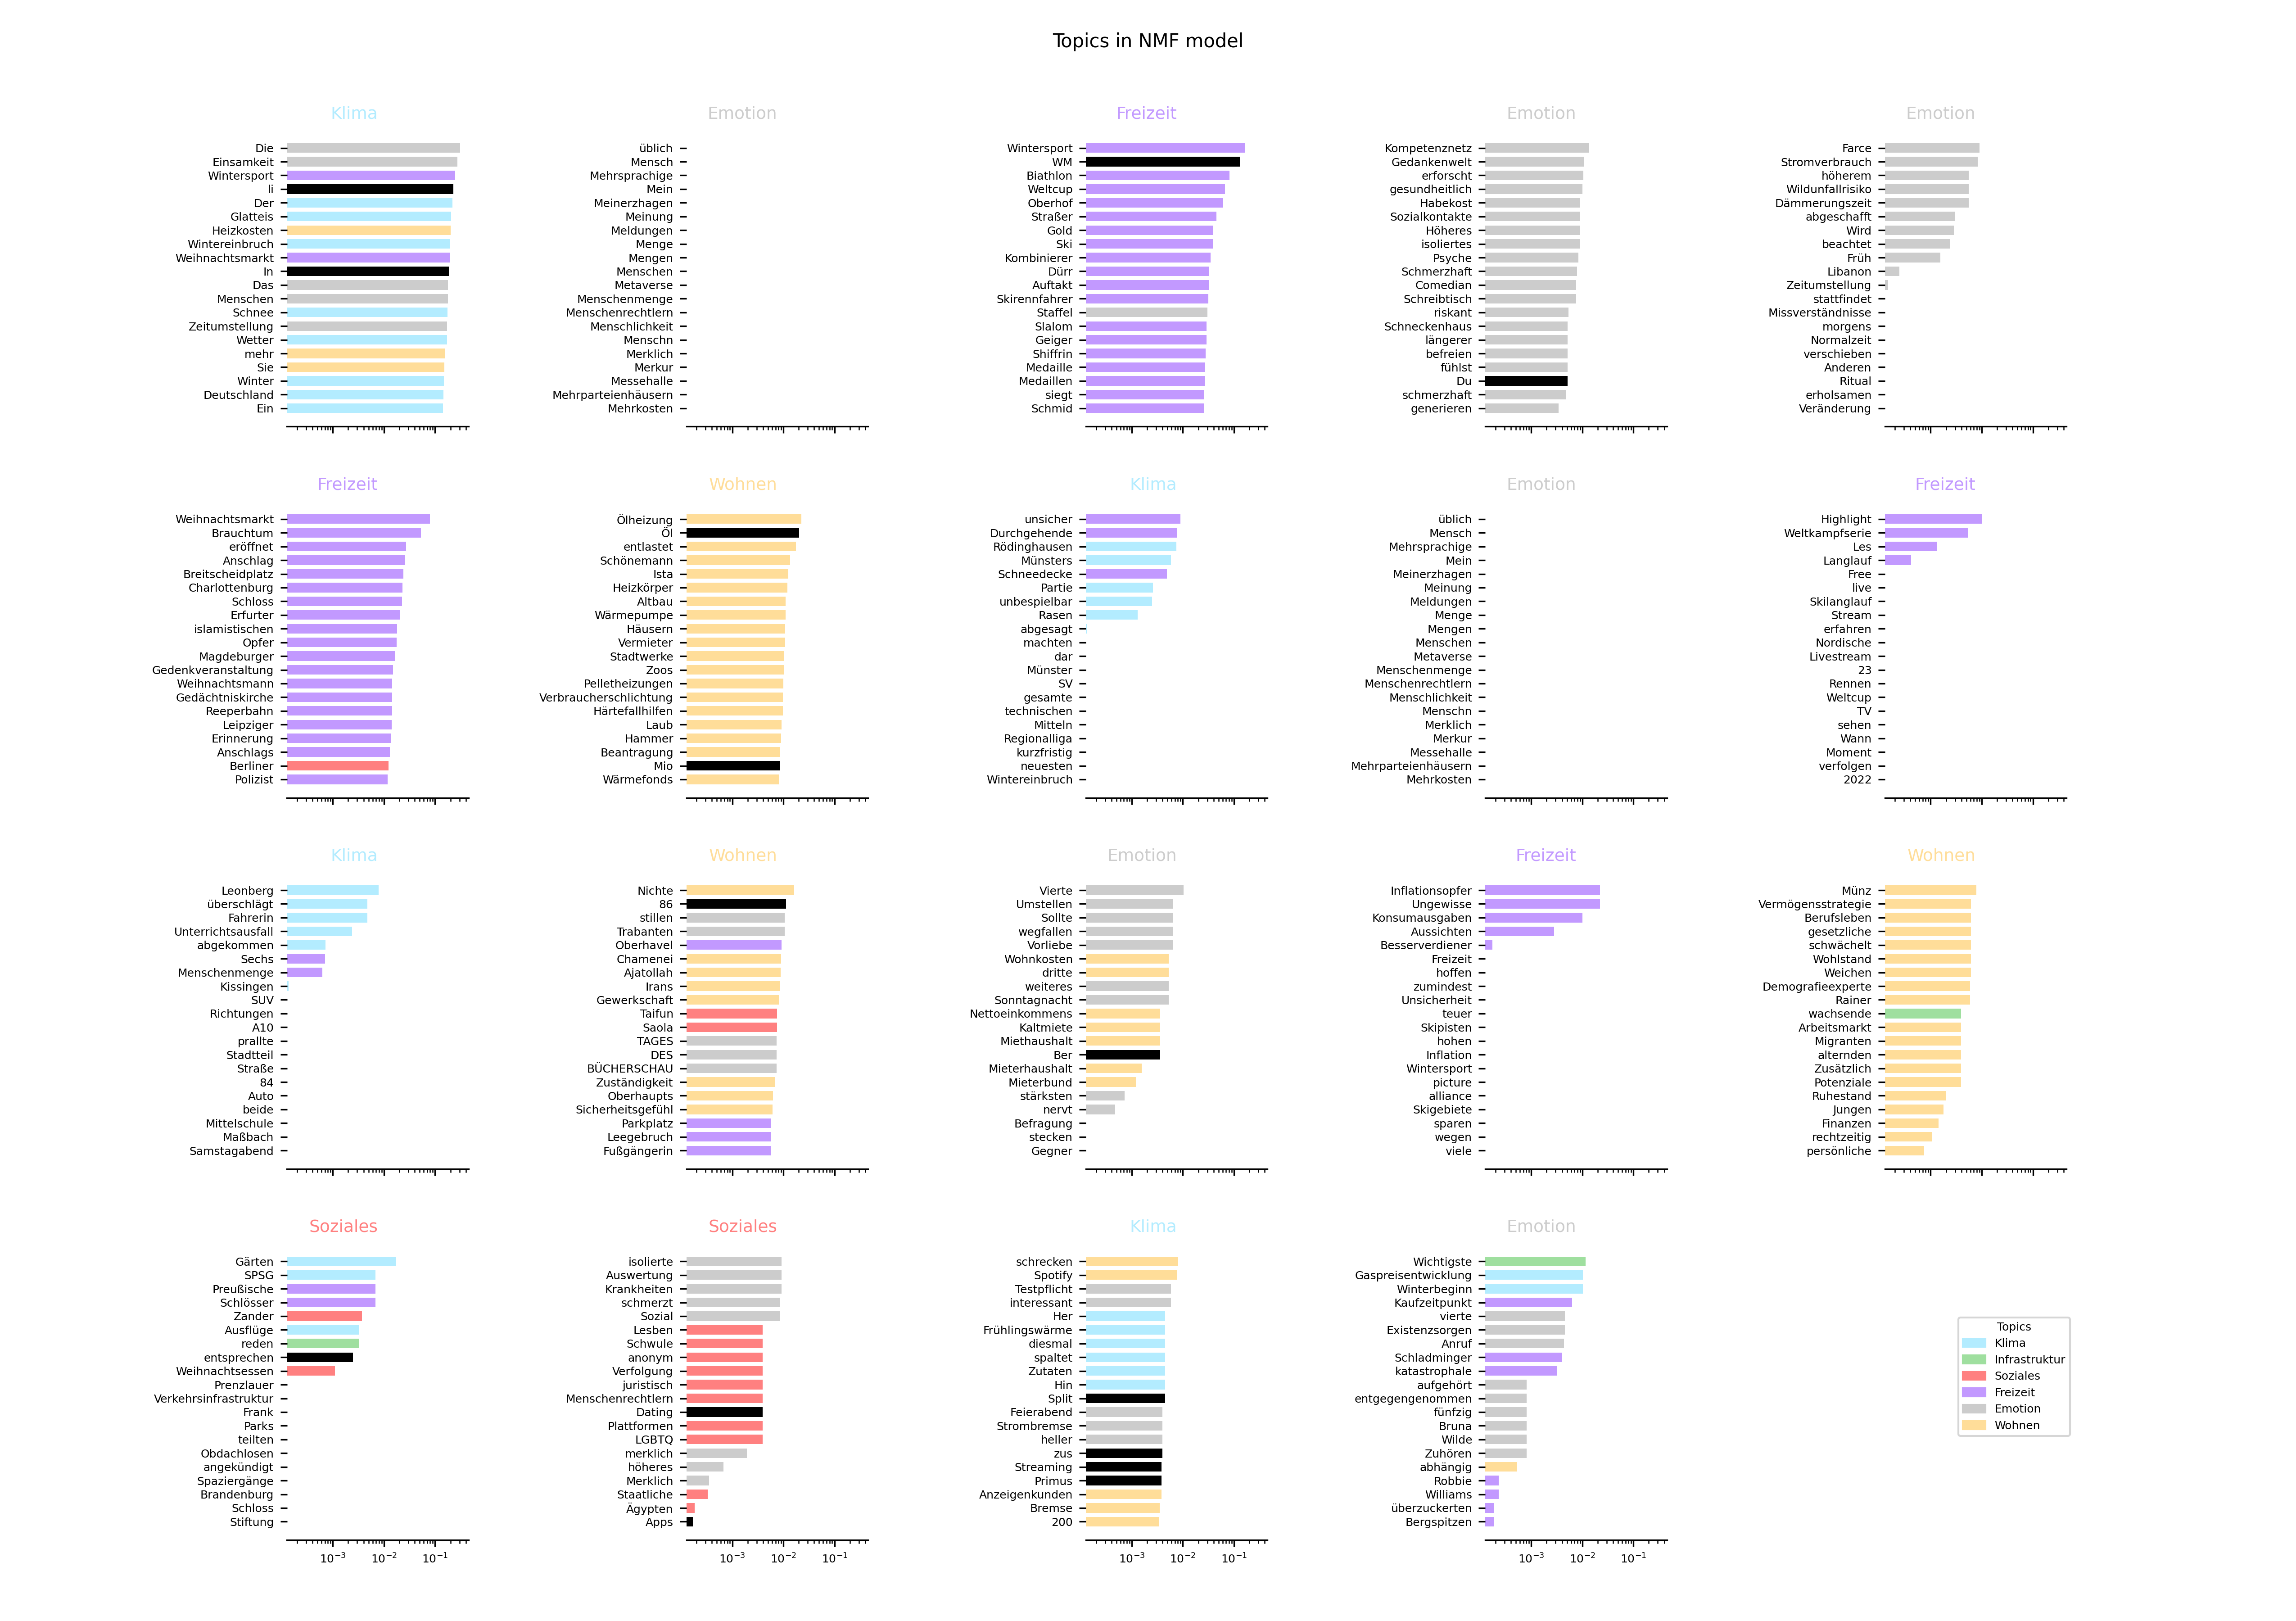 Topics in NMF model
Klima
Die
Einsamkeit
Wintersport
li
Der
Glatteis
Heizkosten
Wintereinbruch
Weihnachtsmarkt
In
Das
Menschen
Schnee
Zeitumstellung
Wetter
mehr
Sie
Winter
Deutschland
Ein
Emotion
üblich
Mensch
Mehrsprachige
Mein
Meinerzhagen
Meinung
Meldungen
Menge
Mengen
Menschen
Metaverse
Menschenmenge
Menschenrechtlern
Menschlichkeit
Menschn
Merklich
Merkur
Messehalle
Mehrparteienhäusern
Mehrkosten
Freizeit
Wintersport
WM
Biathlon
Weltcup
Oberhof
Straßer
Gold
Ski
Kombinierer
Dürr
Auftakt
Skirennfahrer
Staffel
Slalom
Geiger
Shiffrin
Medaille
Medaillen
siegt
Schmid
Emotion
Kompetenznetz
Gedankenwelt
erforscht
gesundheitlich
Habekost
Sozialkontakte
Höheres
isoliertes
Psyche
Schmerzhaft
Comedian
Schreibtisch
riskant
Schneckenhaus
längerer
befreien
fühlst
Du
schmerzhaft
generieren
Emotion
Farce
Stromverbrauch
höherem
Wildunfallrisiko
Dämmerungszeit
abgeschafft
Wird
beachtet
Früh
Libanon
Zeitumstellung
stattfindet
Missverständnisse
morgens
Normalzeit
verschieben
Anderen
Ritual
erholsamen
Veränderung
Freizeit
Weihnachtsmarkt
Brauchtum
eröffnet
Anschlag
Breitscheidplatz
Charlottenburg
Schloss
Erfurter
islamistischen
Opfer
Magdeburger
Gedenkveranstaltung
Weihnachtsmann
Gedächtniskirche
Reeperbahn
Leipziger
Erinnerung
Anschlags
Berliner
Polizist
Wohnen
Ölheizung
Öl
entlastet
Schönemann
Ista
Heizkörper
Altbau
Wärmepumpe
Häusern
Vermieter
Stadtwerke
Zoos
Pelletheizungen
Verbraucherschlichtung
Härtefallhilfen
Laub
Hammer
Beantragung
Mio
Wärmefonds
Klima
unsicher
Durchgehende
Rödinghausen
Münsters
Schneedecke
Partie
unbespielbar
Rasen
abgesagt
machten
dar
Münster
SV
gesamte
technischen
Mitteln
Regionalliga
kurzfristig
neuesten
Wintereinbruch
Emotion
üblich
Mensch
Mehrsprachige
Mein
Meinerzhagen
Meinung
Meldungen
Menge
Mengen
Menschen
Metaverse
Menschenmenge
Menschenrechtlern
Menschlichkeit
Menschn
Merklich
Merkur
Messehalle
Mehrparteienhäusern
Mehrkosten
Freizeit
Highlight
Weltkampfserie
Les
Langlauf
Free
live
Skilanglauf
Stream
erfahren
Nordische
Livestream
23
Rennen
Weltcup
TV
sehen
Wann
Moment
verfolgen
2022
Klima
Leonberg
überschlägt
Fahrerin
Unterrichtsausfall
abgekommen
Sechs
Menschenmenge
Kissingen
SUV
Richtungen
A10
prallte
Stadtteil
Straße
84
Auto
beide
Mittelschule
Maßbach
Samstagabend
Wohnen
Nichte
86
stillen
Trabanten
Oberhavel
Chamenei
Ajatollah
Irans
Gewerkschaft
Taifun
Saola
TAGES
DES
BÜCHERSCHAU
Zuständigkeit
Oberhaupts
Sicherheitsgefühl
Parkplatz
Leegebruch
Fußgängerin
Emotion
Vierte
Umstellen
Sollte
wegfallen
Vorliebe
Wohnkosten
dritte
weiteres
Sonntagnacht
Nettoeinkommens
Kaltmiete
Miethaushalt
Ber
Mieterhaushalt
Mieterbund
stärksten
nervt
Befragung
stecken
Gegner
Freizeit
Inflationsopfer
Ungewisse
Konsumausgaben
Aussichten
Besserverdiener
Freizeit
hoffen
zumindest
Unsicherheit
teuer
Skipisten
hohen
Inflation
Wintersport
picture
alliance
Skigebiete
sparen
wegen
viele
Wohnen
Münz
Vermögensstrategie
Berufsleben
gesetzliche
schwächelt
Wohlstand
Weichen
Demografieexperte
Rainer
wachsende
Arbeitsmarkt
Migranten
alternden
Zusätzlich
Potenziale
Ruhestand
Jungen
Finanzen
rechtzeitig
persönliche
Soziales
Gärten
SPSG
Preußische
Schlösser
Zander
Ausflüge
reden
entsprechen
Weihnachtsessen
Prenzlauer
Verkehrsinfrastruktur
Frank
Parks
teilten
Obdachlosen
angekündigt
Spaziergänge
Brandenburg
Schloss
Stiftung
10⁻³ 10⁻² 10⁻¹
Soziales
isolierte
Auswertung
Krankheiten
schmerzt
Sozial
Lesben
Schwule
anonym
Verfolgung
juristisch
Menschenrechtlern
Dating
Plattformen
LGBTQ
merklich
höheres
Merklich
Staatliche
Ägypten
Apps
10⁻³ 10⁻² 10⁻¹
Klima
schrecken
Spotify
Testpflicht
interessant
Her
Frühlingswärme
diesmal
spaltet
Zutaten
Hin
Split
Feierabend
Strombremse
heller
zus
Streaming
Primus
Anzeigenkunden
Bremse
200
10⁻³ 10⁻² 10⁻¹
Emotion
Wichtigste
Gaspreisentwicklung
Winterbeginn
Kaufzeitpunkt
vierte
Existenzsorgen
Anruf
Schladminger
katastrophale
aufgehört
entgegengenommen
fünfzig
Bruna
Wilde
Zuhören
abhängig
Robbie
Williams
überzuckerten
Bergspitzen
10⁻³ 10⁻² 10⁻¹
Topics
Klima
Infrastruktur
Soziales
Freizeit
Emotion
Wohnen